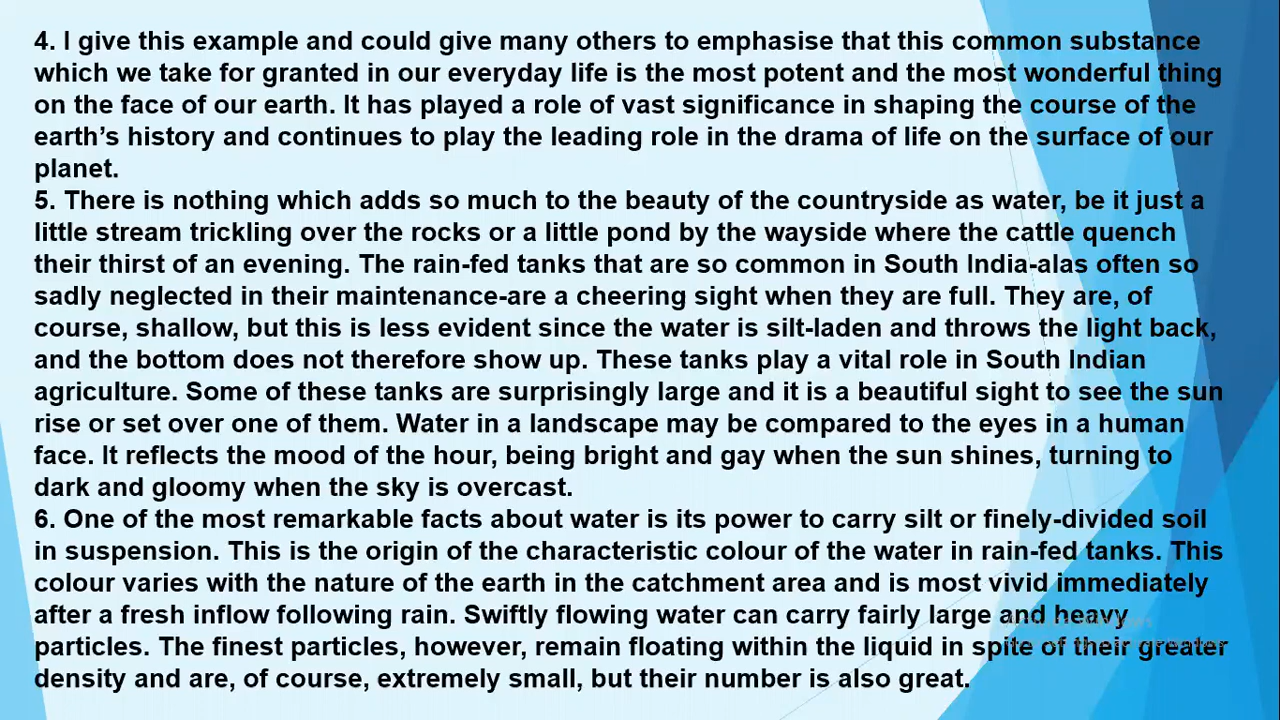 4. I give this example and could give many others to emphasise that this common substance
which we take for granted in our everyday life is the most potent and the most wonderful thing
on the face of our earth. It has played a role of vast significance in shaping the course of the
earth’s history and continues to play the leading role in the drama of life on the surface of our
planet.
5. There is nothing which adds so much to the beauty of the countryside as water, be it just a
little stream trickling over the rocks or a little pond by the wayside where the cattle quench
their thirst of an evening. The rain-fed tanks that are so common in South India-alas often so
sadly neglected in their maintenance-are a cheering sight when they are full. They are, of
course, shallow, but this is less evident since the water is silt-laden and throws the light back,
and the bottom does not therefore show up. These tanks play a vital role in South Indian
agriculture. Some of these tanks are surprisingly large and it is a beautiful sight to see the sun
rise or set over one of them. Water in a landscape may be compared to the eyes in a human
face. It reflects the mood of the hour, being bright and gay when the sun shines, turning to
dark and gloomy when the sky is overcast.
6. One of the most remarkable facts about water is its power to carry silt or finely-divided soil
in suspension. This is the origin of the characteristic colour of the water in rain-fed tanks. This
colour varies with the nature of the earth in the catchment area and is most vivid immediately
after a fresh inflow following rain. Swiftly flowing water can carry fairly large and heavy
particles. The finest particles, however, remain floating within the liquid in spite of their greater
density and are, of course, extremely small, but their number is also great.